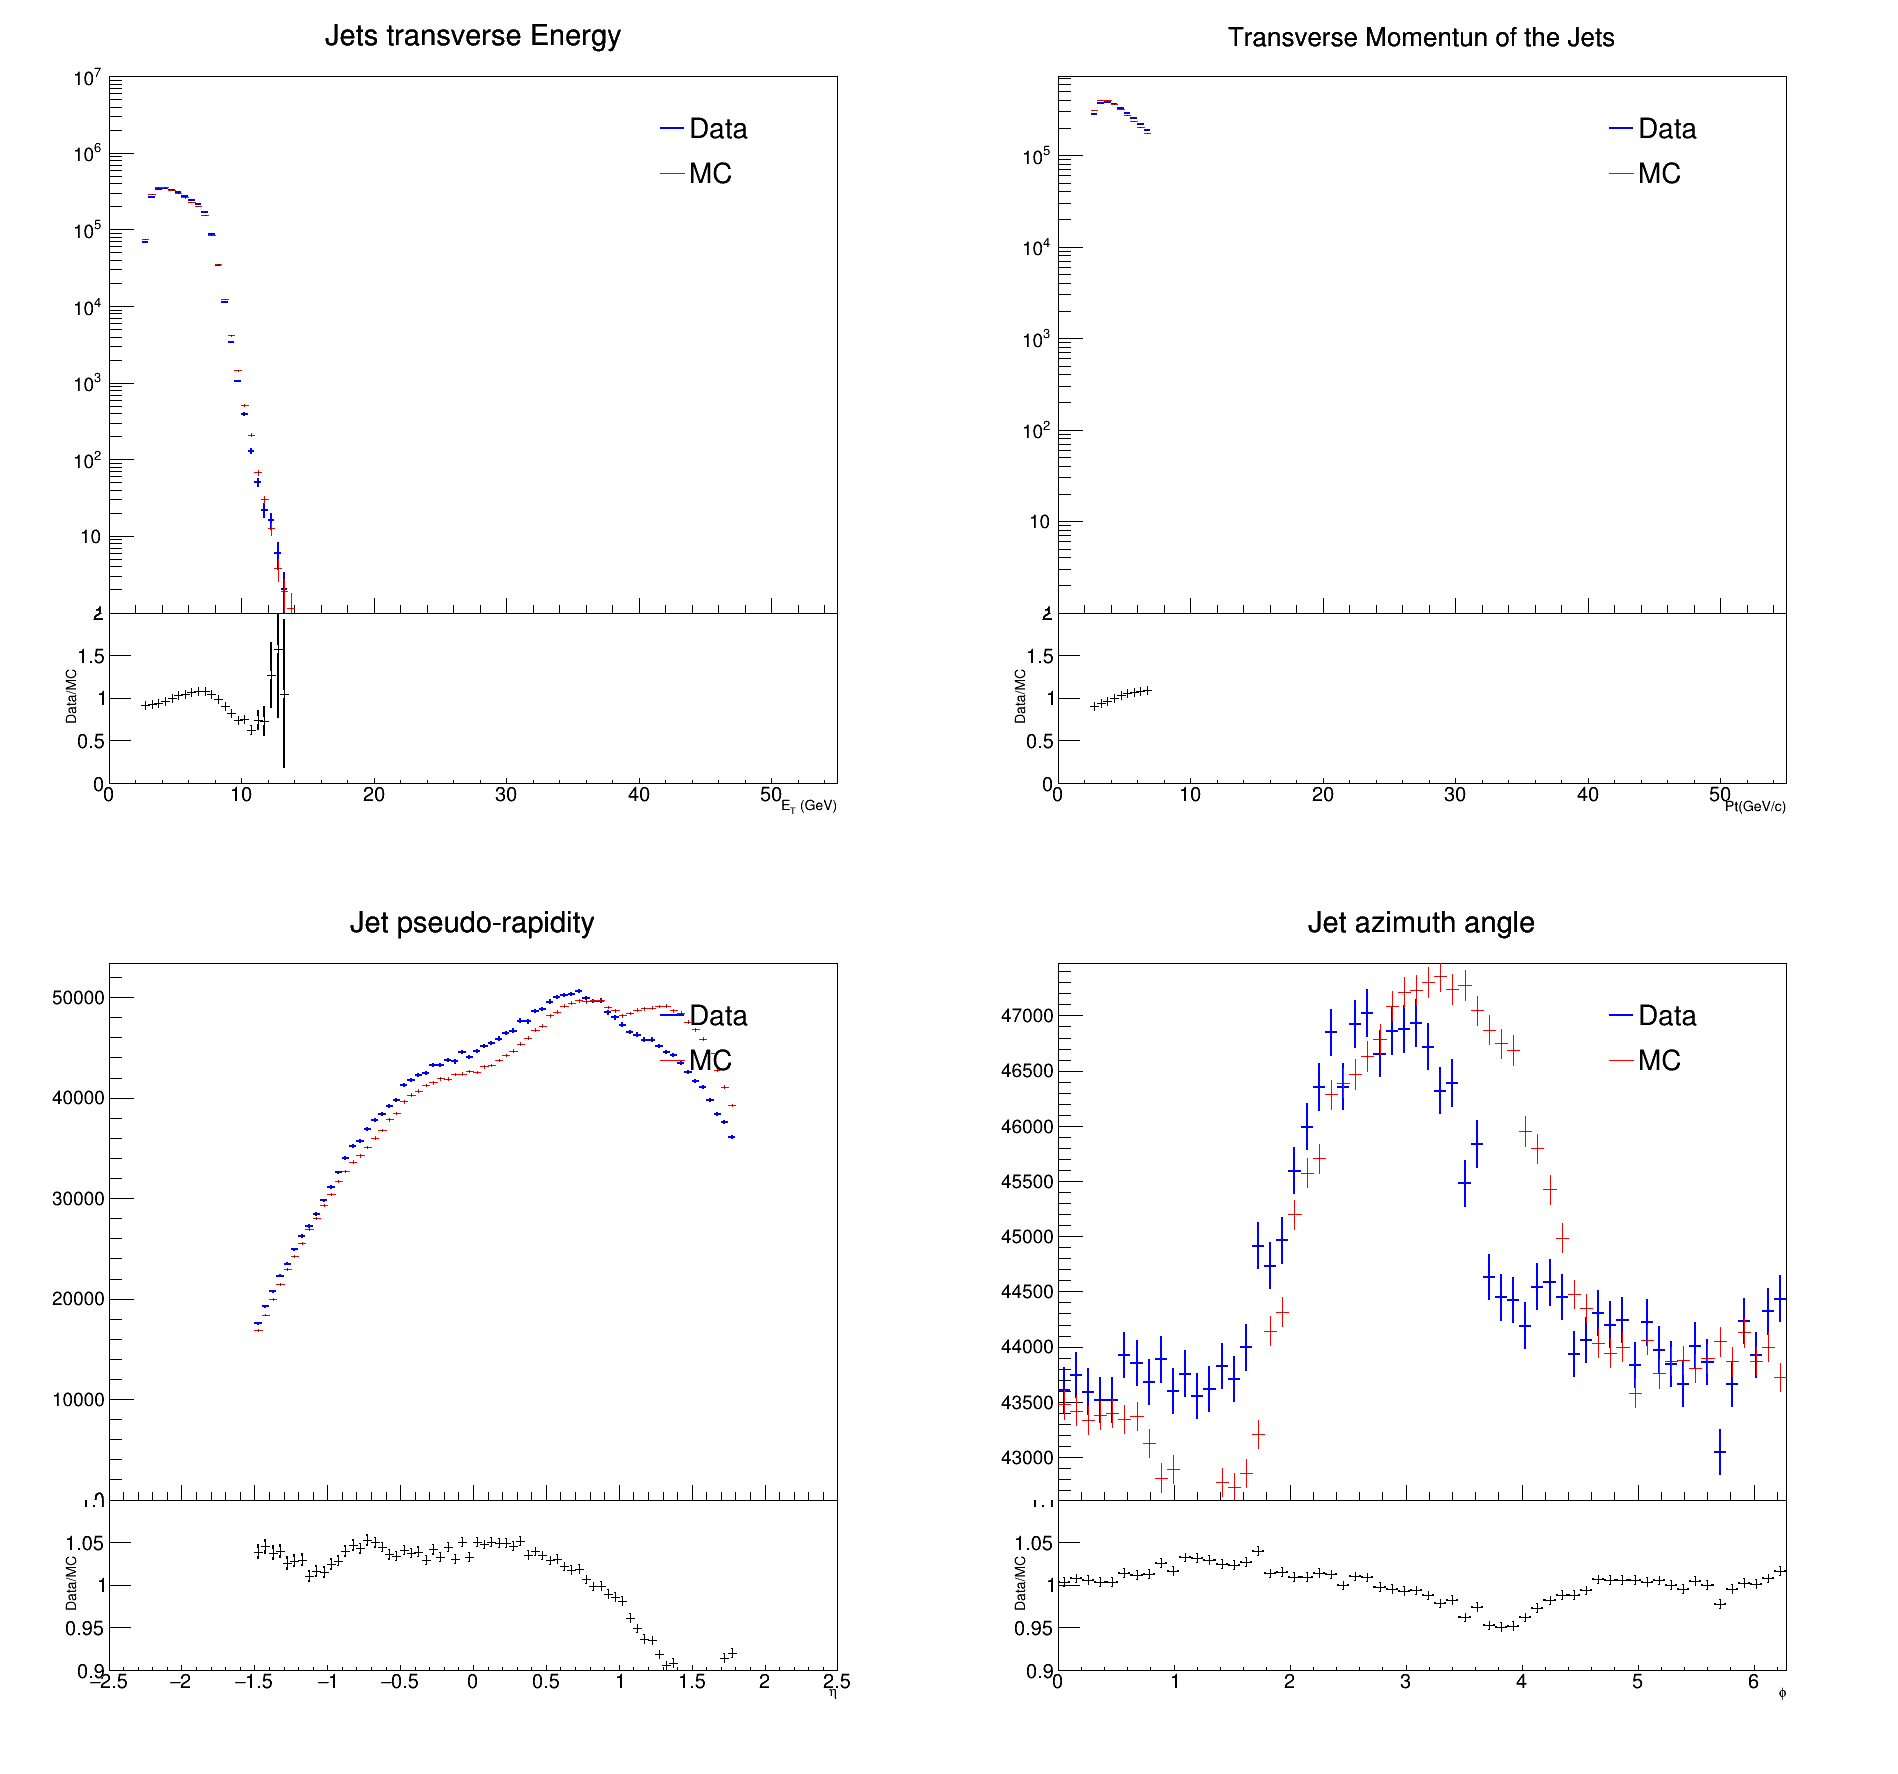 Jets transverse Energy
10^7
10^6
10^5
10^4
10^3
10^2
10
Data
MC
2
1.5
1
0.5
0
Data/MC
0 10 20 30 40 50
E_T (GeV)
Transverse Momentun of the Jets
10^5
10^4
10^3
10^2
10
Data
MC
2
1.5
1
0.5
0
Data/MC
0 10 20 30 40 50
Pt(GeV/c)
Jet pseudo-rapidity
50000
40000
30000
20000
10000
Data
MC
1.05
1
0.95
0.9
Data/MC
−2.5 −2 −1.5 −1 −0.5 0 0.5 1 1.5 2 2.5
η
Jet azimuth angle
47000
46500
46000
45500
45000
44500
44000
43500
43000
Data
MC
1.05
1
0.95
0.9
Data/MC
0 1 2 3 4 5 6
ϕ